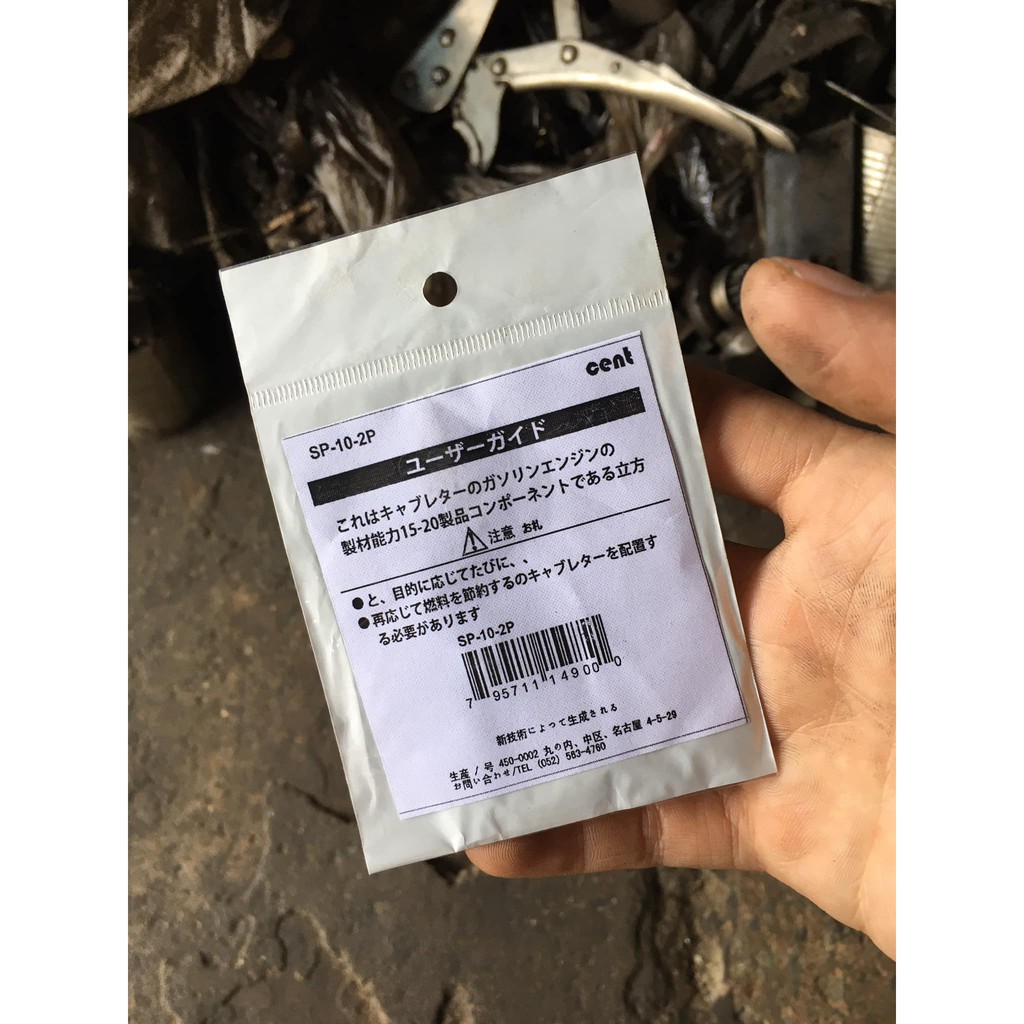 cent
SP-10-2P
ユーザーガイド
これはキャブレターのガソリンエンジンの
製材能力15-20製品コンポーネントである立方
注意 お札
●と、目的に応じてたびに、、
●再応じて燃料を節約するのキャブレターを配置す
る必要があります
SP-10-2P
7 95711 14900 0
新技術によって生成される
生産 / 号 450-0002 丸の内、中区、名古屋 4-5-29
お問い合わせ/TEL (052) 563-4760